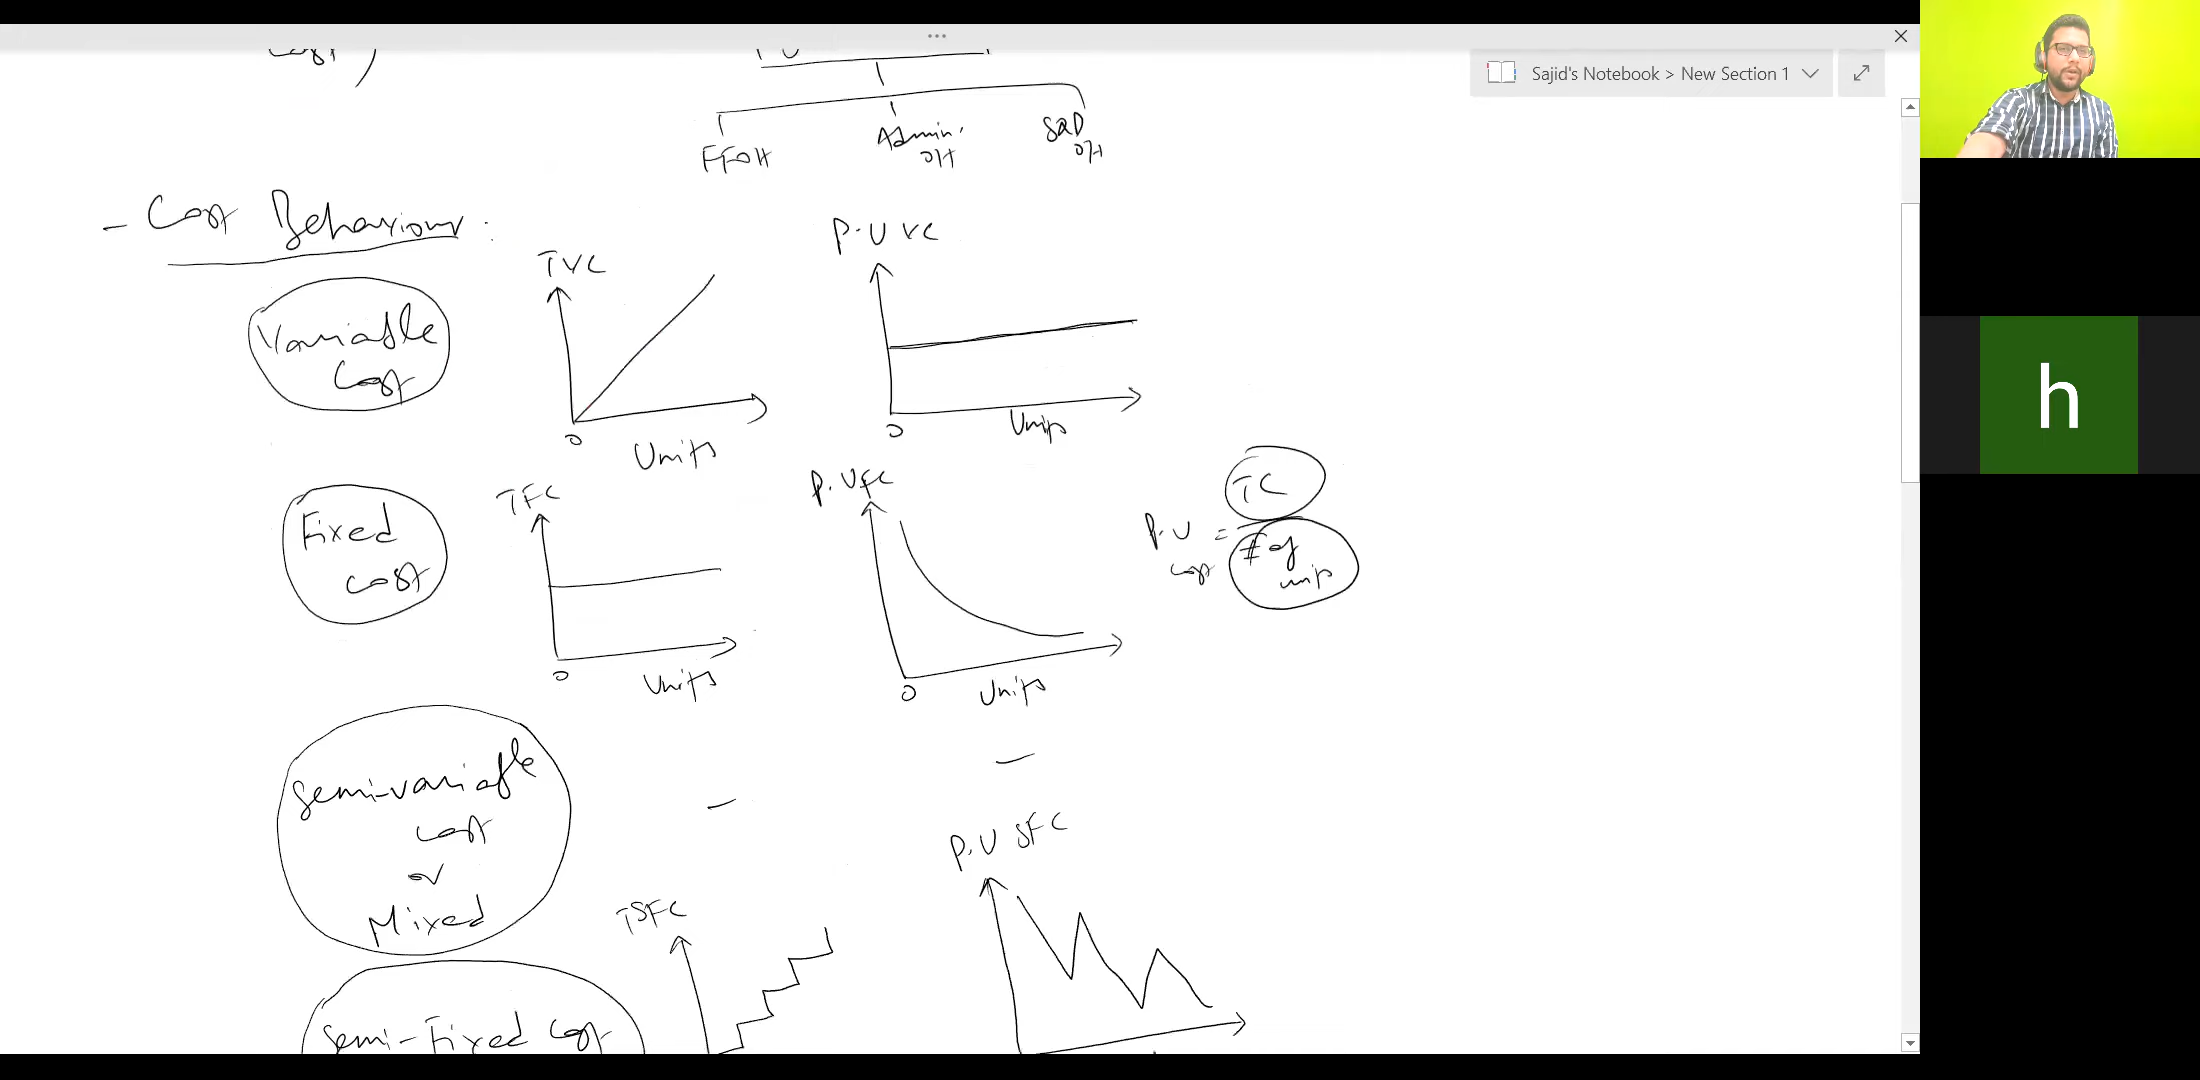 Cost)
Sajid's Notebook > New Section 1
FFOH
Admin.
O/H
S&D
O/H
- Cost Behaviour:
P.U VC
TVC
Variable
Cost
0
Units
0
Units
TC
P.U FC
TFC
Fixed
cost
P.U
cost
=
# of
units
0
Units
0
Units
h
Semi-variable
cost
or
Mixed
-
-
P.U SFC
TSFC
Semi-Fixed Cost